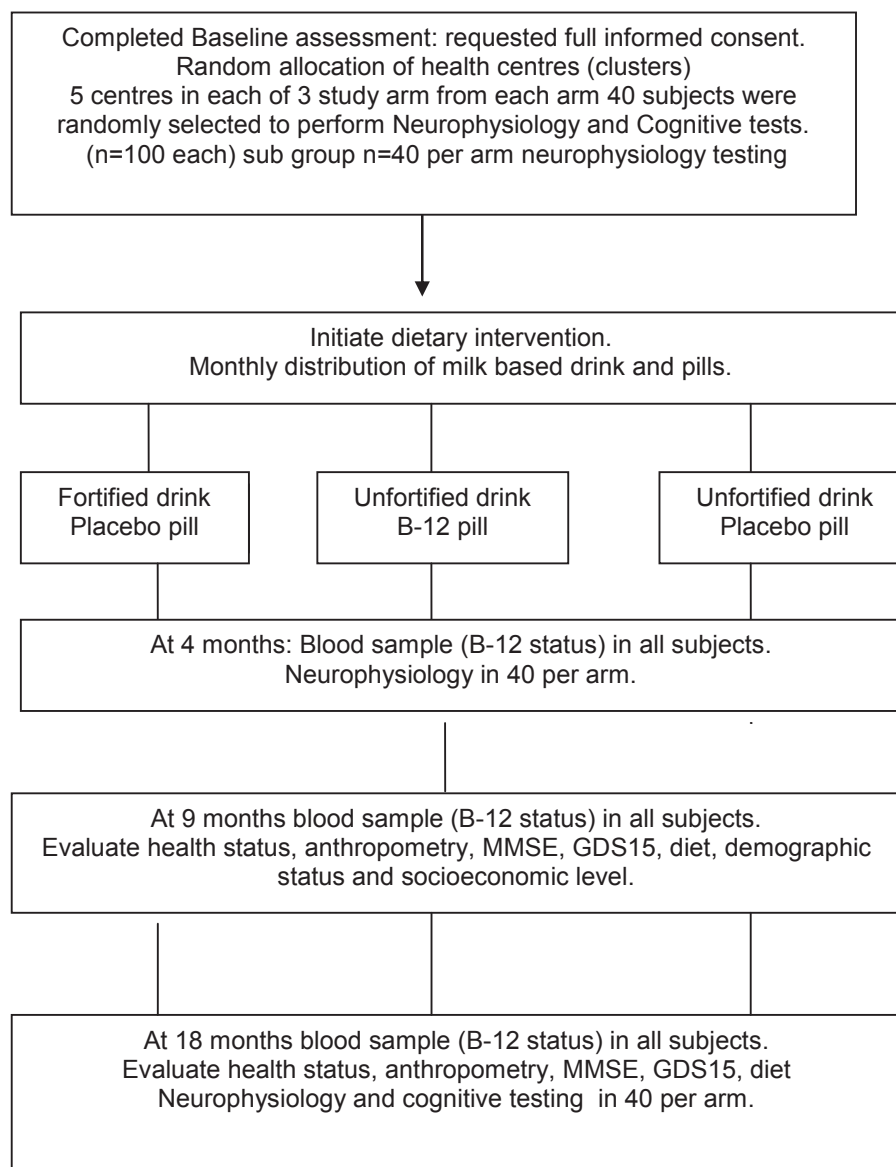 Completed Baseline assessment: requested full informed consent.
Random allocation of health centres (clusters)
5 centres in each of 3 study arm from each arm 40 subjects were
randomly selected to perform Neurophysiology and Cognitive tests.
(n=100 each) sub group n=40 per arm neurophysiology testing
Initiate dietary intervention.
Monthly distribution of milk based drink and pills.
Fortified drink
Placebo pill
Unfortified drink
B-12 pill
Unfortified drink
Placebo pill
At 4 months: Blood sample (B-12 status) in all subjects.
Neurophysiology in 40 per arm.
At 9 months blood sample (B-12 status) in all subjects.
Evaluate health status, anthropometry, MMSE, GDS15, diet, demographic
status and socioeconomic level.
At 18 months blood sample (B-12 status) in all subjects.
Evaluate health status, anthropometry, MMSE, GDS15, diet
Neurophysiology and cognitive testing in 40 per arm.